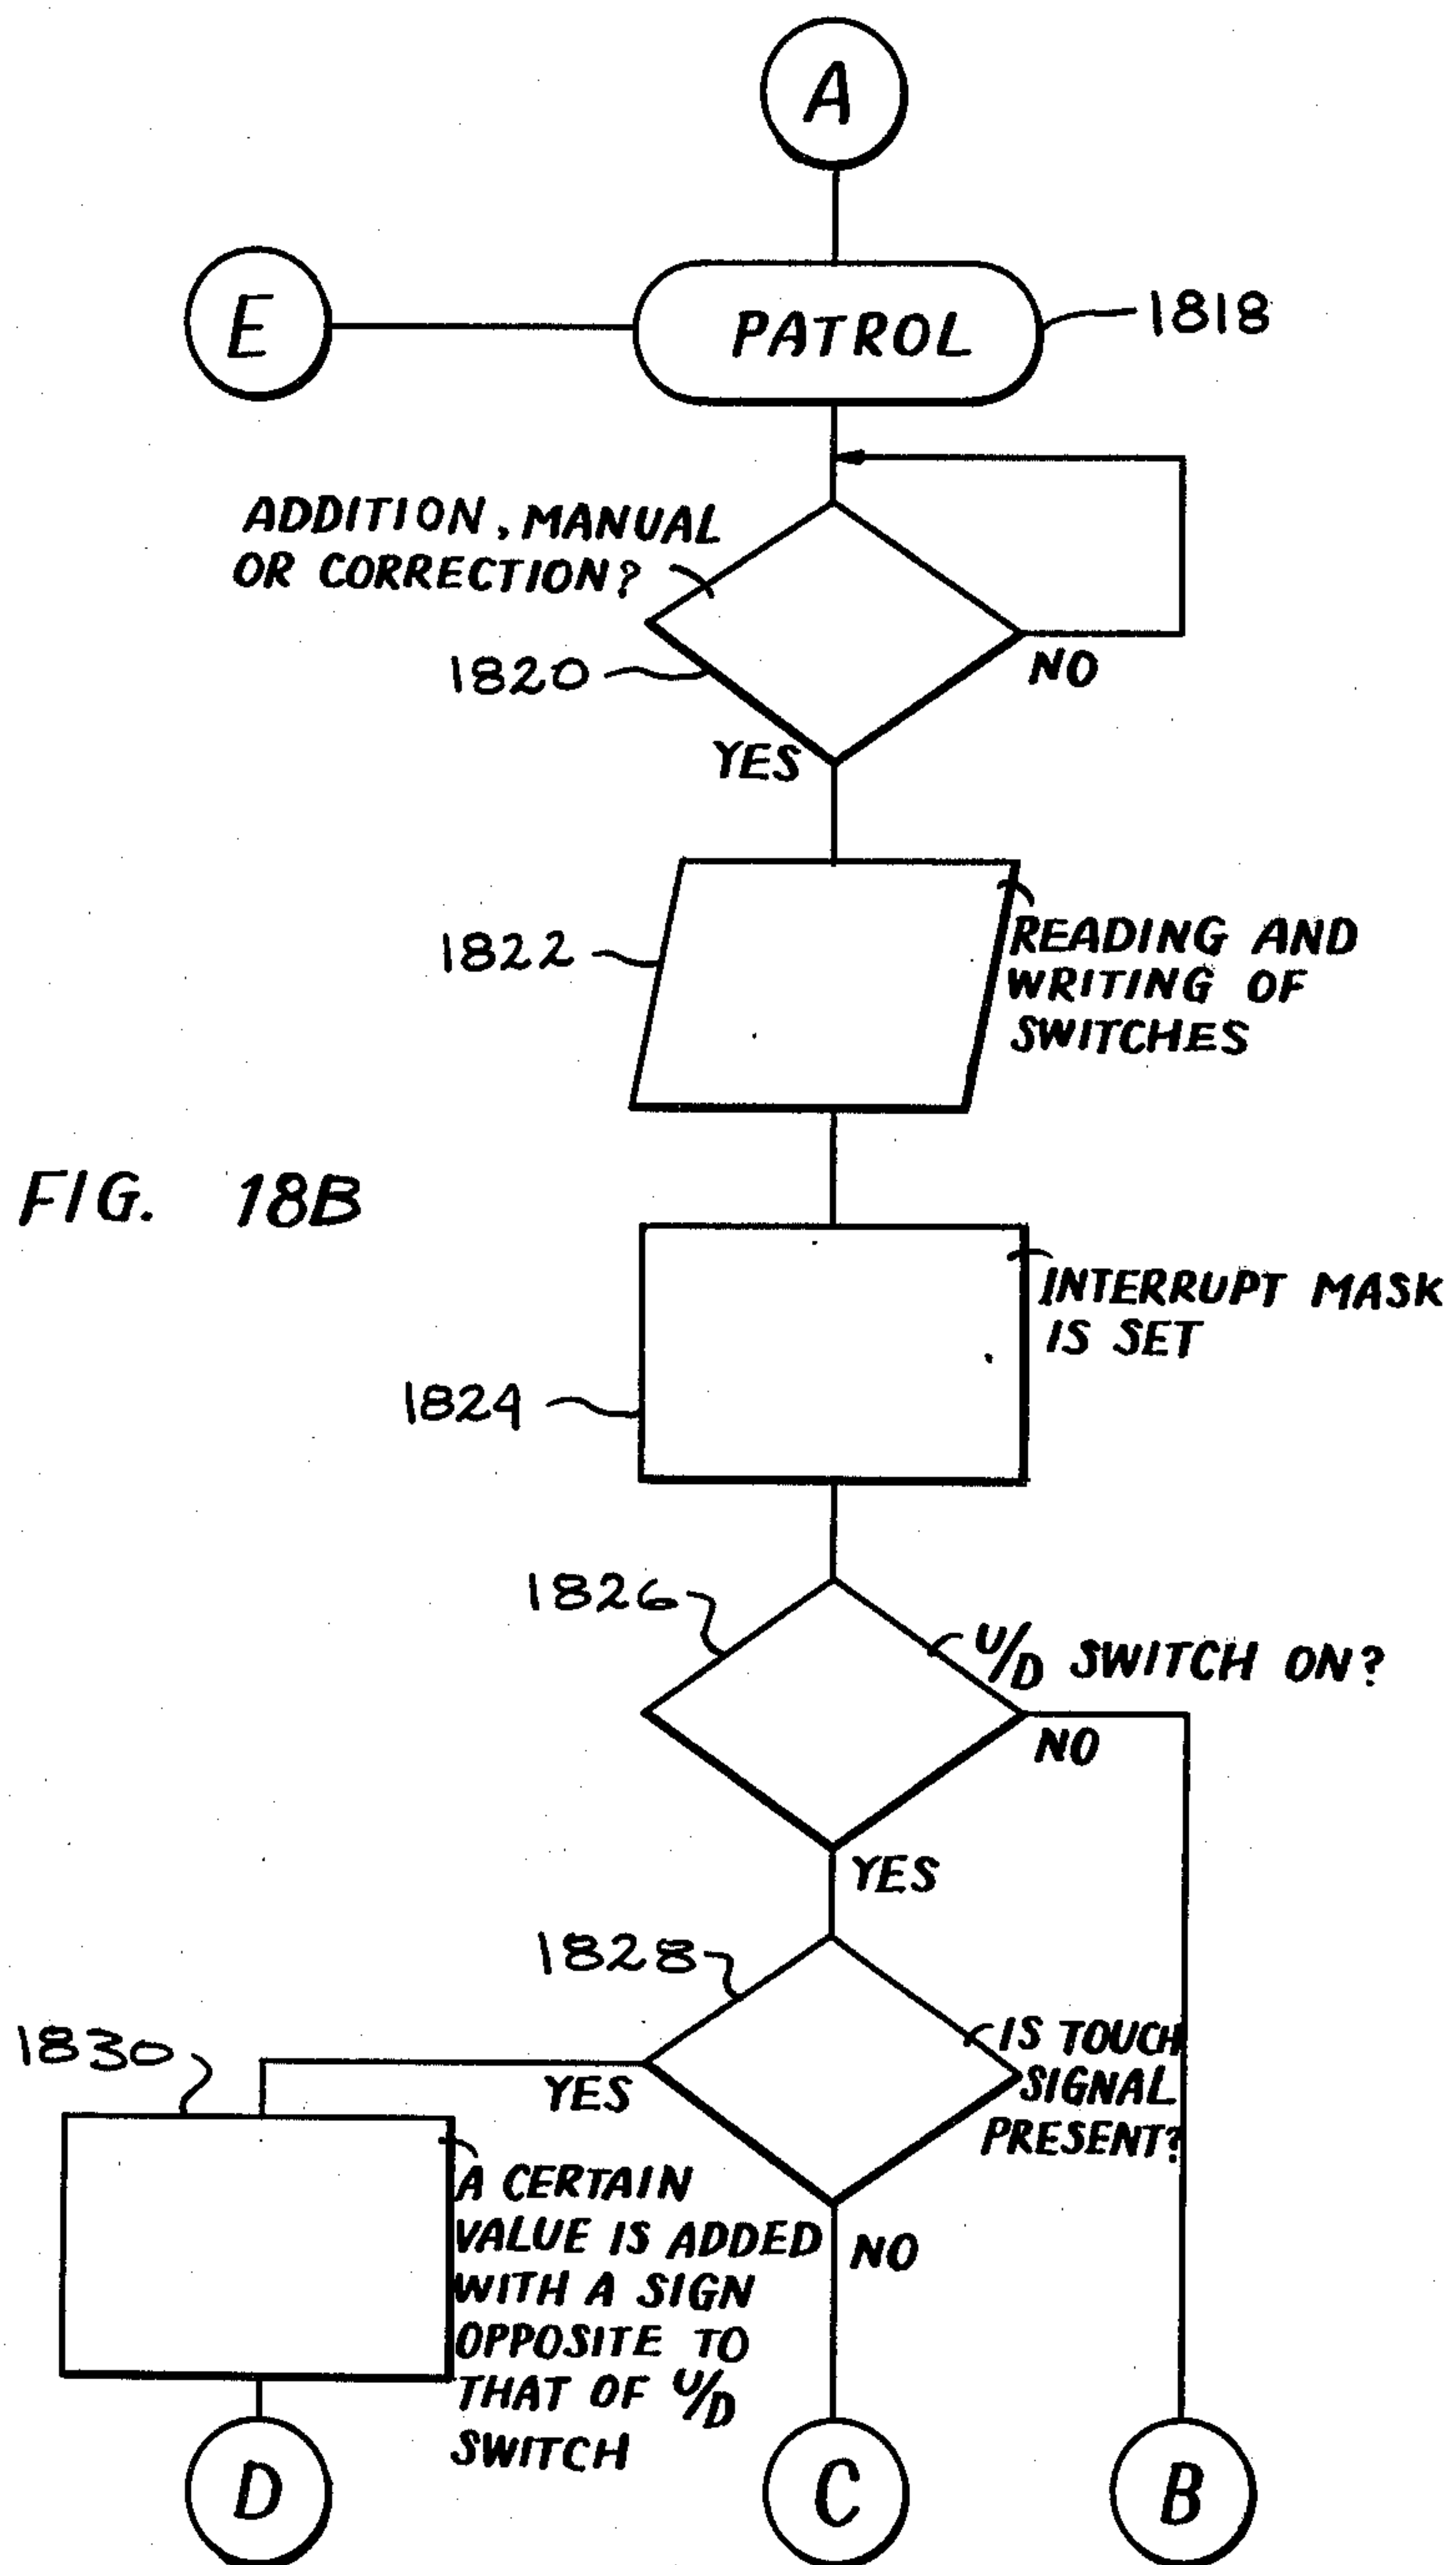 A
E
PATROL
1818
ADDITION, MANUAL
OR CORRECTION?
1820
NO
YES
1822
READING AND
WRITING OF
SWITCHES
FIG. 18B
INTERRUPT MASK
IS SET
1824
1826
U/D SWITCH ON?
NO
YES
1828
IS TOUCH
SIGNAL
PRESENT?
1830
YES
A CERTAIN
VALUE IS ADDED
WITH A SIGN
OPPOSITE TO
THAT OF U/D
SWITCH
NO
D
C
B